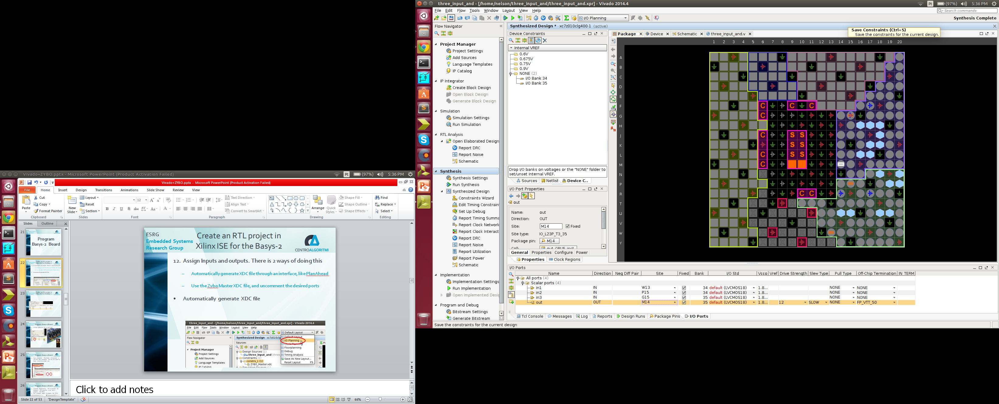 three_input_and - [/home/nelson/three_input_and/three_input_and.xpr] - Vivado 2014.4
Pt (97%) 5:36 PM
File Edit Flow Tools Window Layout View Help
Search commands
I/O Planning
Synthesis Complete
Flow Navigator
Project Manager
Project Settings
Add Sources
Language Templates
IP Catalog
IP Integrator
Create Block Design
Open Block Design
Generate Block Design
Simulation
Simulation Settings
Run Simulation
RTL Analysis
Open Elaborated Design
Report DRC
Report Noise
Schematic
Synthesis
Synthesis Settings
Run Synthesis
Synthesized Design
Constraints Wizard
Edit Timing Constrain
Set Up Debug
Report Timing Summa
Report Clock Network
Report Clock Interact
Report DRC
Report Noise
Report Utilization
Report Power
Schematic
Implementation
Implementation Settings
Run Implementation
Open Implemented Desig
Program and Debug
Bitstream Settings
Generate Bitstream
Synthesized Design * - xc7z010clg400-1 (active)
Device Constraints
Internal VREF
0.6V
0.675V
0.75V
0.9V
NONE (2)
I/O Bank 34
I/O Bank 35
Drop I/O banks on voltages or the "NONE" folder to
set/unset Internal VREF.
Sources Netlist Device C..
I/O Port Properties
out
Name: out
Direction: OUT
Site: M14 Fixed
Site type: IO_L23P_T3_35
Package pin: M14
General Properties Configure Power
Properties Clock Regions
Package Device Schematic three_input_and.v
Save Constraints (Ctrl+S)
Save the constraints for the current design.
1 2 3 4 5 6 7 8 9 10 11 12 13 14 15 16 17 18 19 20
A
B
C
D
E
F C C C
G C
H
J C S S
K S S
L C S S
M C
N
P
R C C
T
U
V
W
Y
I/O Ports
Name Direction Neg Diff Pair Site Fixed Bank I/O Std Vcco Vref Drive Strength Slew Type Pull Type Off-Chip Termination IN_TERM
All ports (4)
Scalar ports (4)
in1 IN W13 34 default (LVCMOS18) 1.8... NONE NONE
in2 IN P15 34 default (LVCMOS18) 1.8... NONE NONE
in3 IN G15 35 default (LVCMOS18) 1.8... NONE NONE
out OUT M14 35 default (LVCMOS18) 1.8... 12 SLOW NONE FP_VTT_50
Tcl Console Messages Log Reports Design Runs Package Pins I/O Ports
Save the constraints for the current design
Vivado+ZYBO.pptx - Microsoft PowerPoint (Product Activation Failed)
Pt (97%) 5:36 PM
Vivado+ZYBO.pptx - Microsoft PowerPoint (Product Activation Failed)
File Home Insert Design Transitions Animations Slide Show Review View
Paste
Cut
Copy
Format Painter
Clipboard
New Slide
Layout
Reset
Section
Slides
12
Font
Text Direction
Align Text
Convert to SmartArt
Paragraph
Arrange
Quick Styles
Shape Fill
Shape Outline
Shape Effects
Drawing
Find
Replace
Select
Editing
Slides Outline
21
Program
Basys-2 Board
22
23
24
25
26
ESRG
Embedded Systems
Research Group
Create an RTL project in
Xilinx ISE for the Basys-2
CENTROALGORITMI
12. Assign Inputs and outputs. There is 2 ways of doing this
– Automatically generate XDC file through an interface, like PlanAhead
– Use the Zybo Master XDC file, and uncomment the desired ports
• Automatically generate XDC file
three_input_and - [/home/nelson/three_input_and/three_input_and.xpr] - Vivado 2014.4
File Edit Flow Tools Window Layout View Help
Default Layout
Flow Navigator
Project Manager
Project Settings
Add Sources
Language Templates
IP Catalog
Synthesized Design - xc7z010clg
Sources
Design Sources (1)
three_input_and (three_
Constraints (1)
constrs_1 (1)
ZYBO_Master.xdc
Default Layout
I/O Planning
Clock Planning
Floorplanning
Debug
Timing Analysis
Save As New Layout...
Reset Layout F5
Click to add notes
Slide 22 of 53 "DesignTemplate" 66%